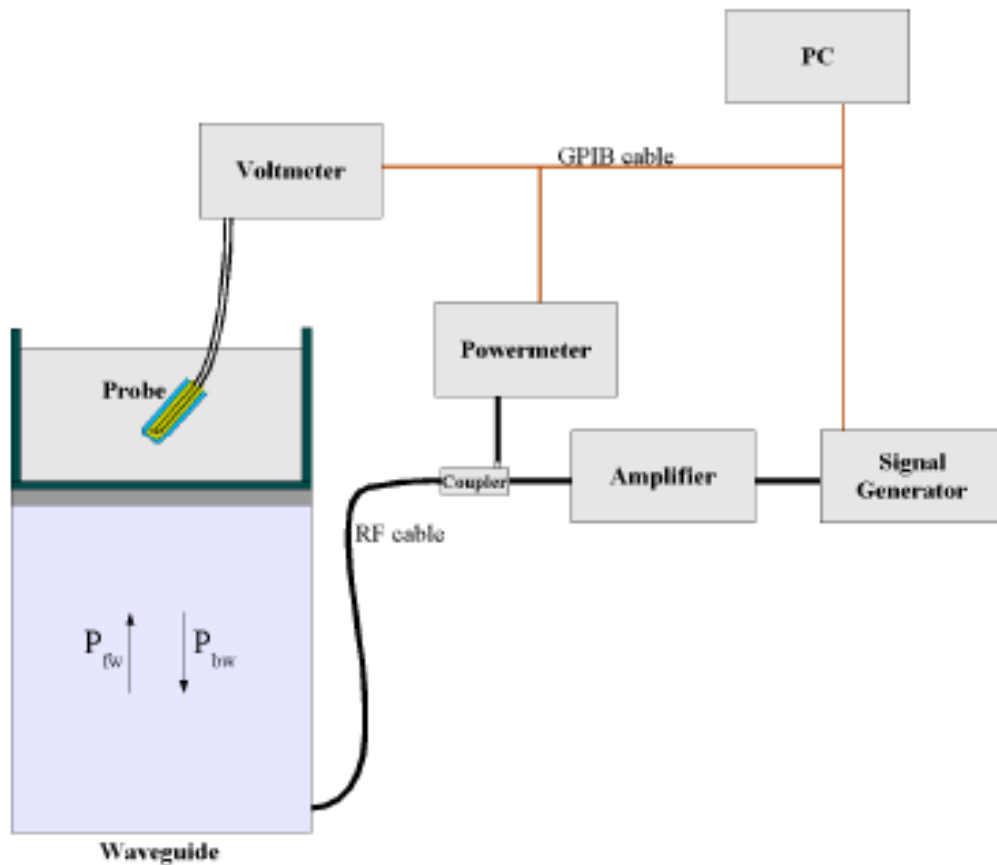 PC
Voltmeter
GPIB cable
Powermeter
Probe
Coupler
Amplifier
Signal
Generator
RF cable
P fw
P bw
Waveguide